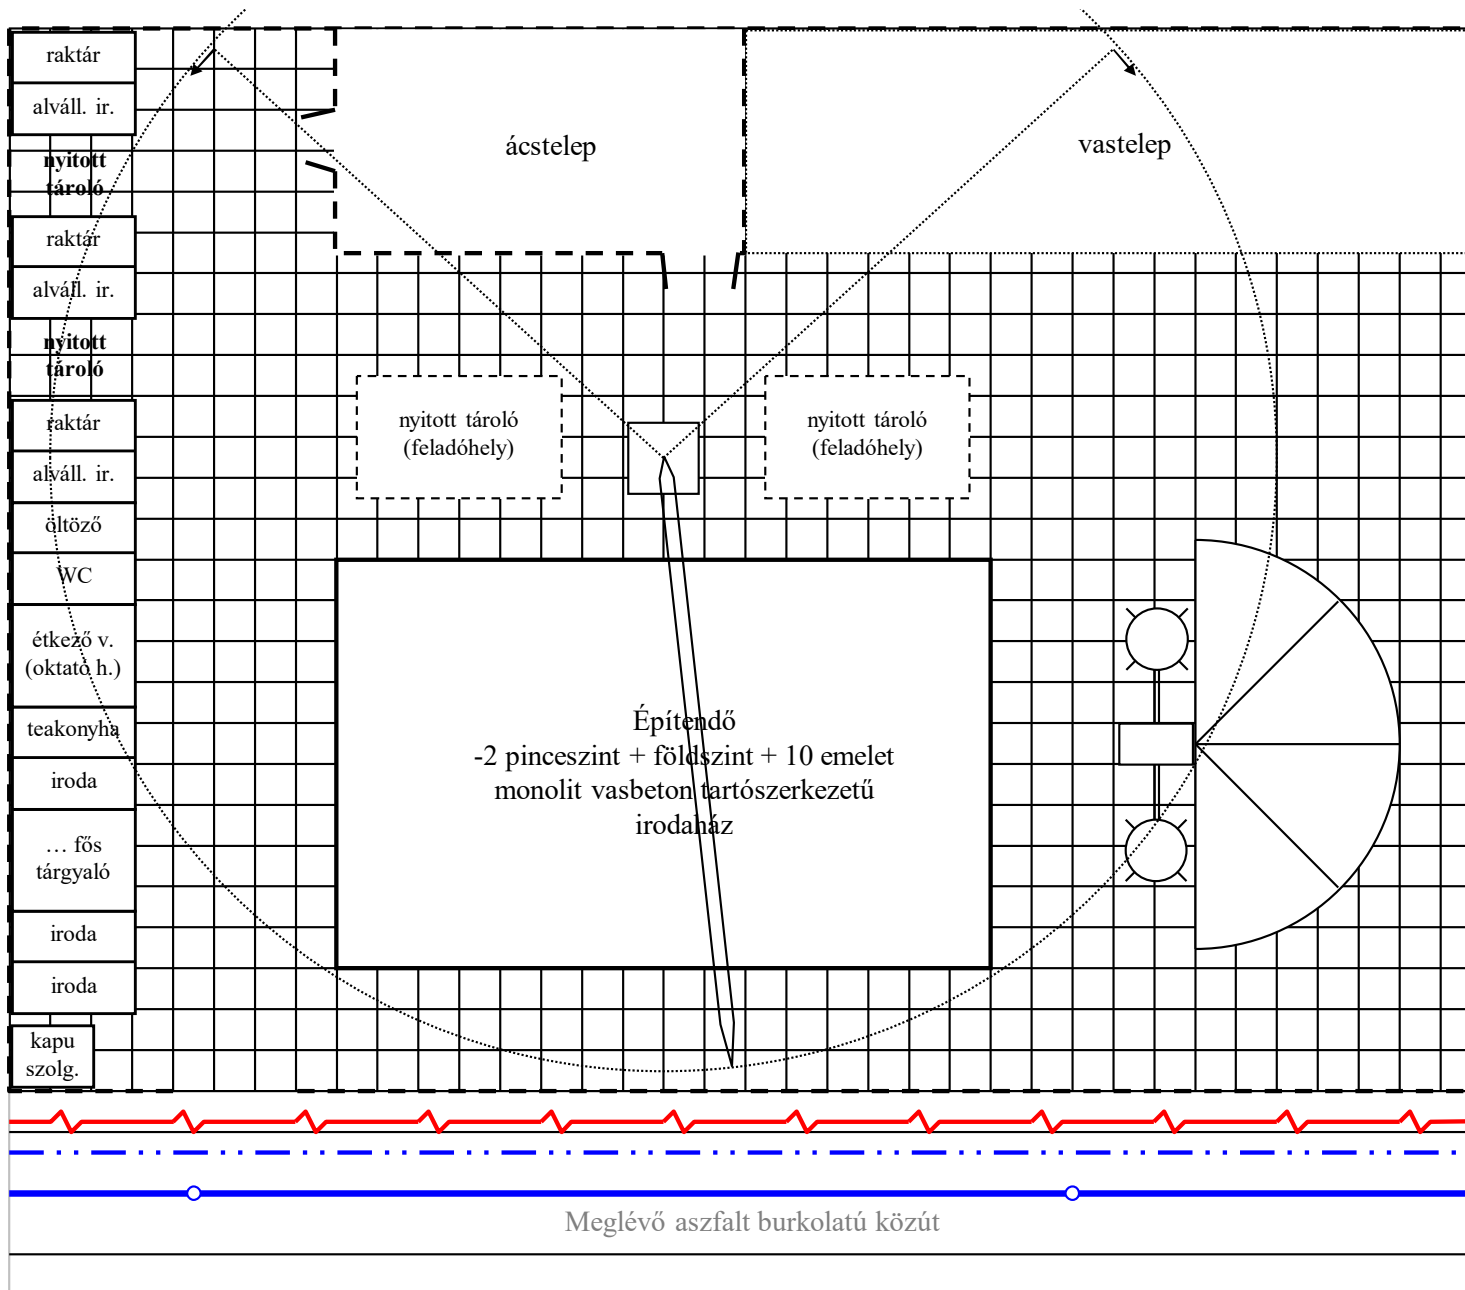 raktár
alváll. ir.
nyitott
tároló
raktár
alváll. ir.
nyitott
tároló
raktár
alváll. ir.
öltöző
WC
étkező v.
(oktató h.)
teakonyha
iroda
… fős
tárgyaló
iroda
iroda
kapu
szolg.
ácstelep
vastelep
nyitott tároló
(feladóhely)
nyitott tároló
(feladóhely)
Építendő
-2 pinceszint + földszint + 10 emelet
monolit vasbeton tartószerkezetű
irodaház
Meglévő aszfalt burkolatú közút